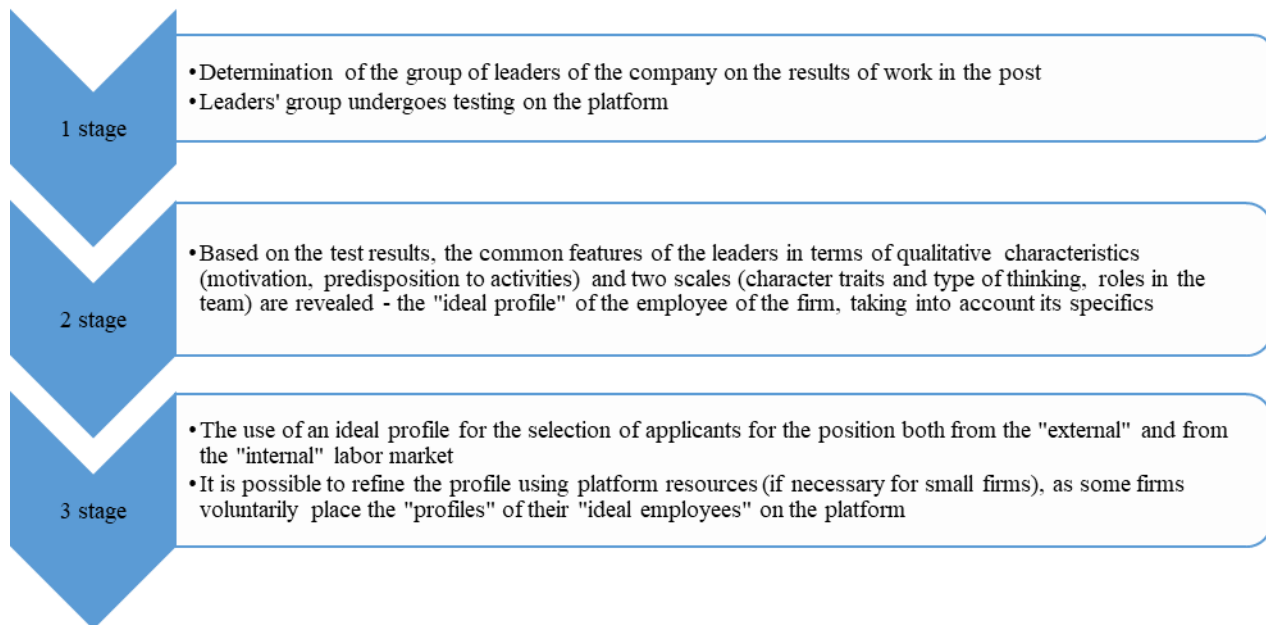 1 stage
•Determination of the group of leaders of the company on the results of work in the post
•Leaders' group undergoes testing on the platform
2 stage
•Based on the test results, the common features of the leaders in terms of qualitative characteristics
(motivation, predisposition to activities) and two scales (character traits and type of thinking, roles in the
team) are revealed - the "ideal profile" of the employee of the firm, taking into account its specifics
3 stage
•The use of an ideal profile for the selection of applicants for the position both from the "external" and from
the "internal" labor market
•It is possible to refine the profile using platform resources (if necessary for small firms), as some firms
voluntarily place the "profiles" of their "ideal employees" on the platform